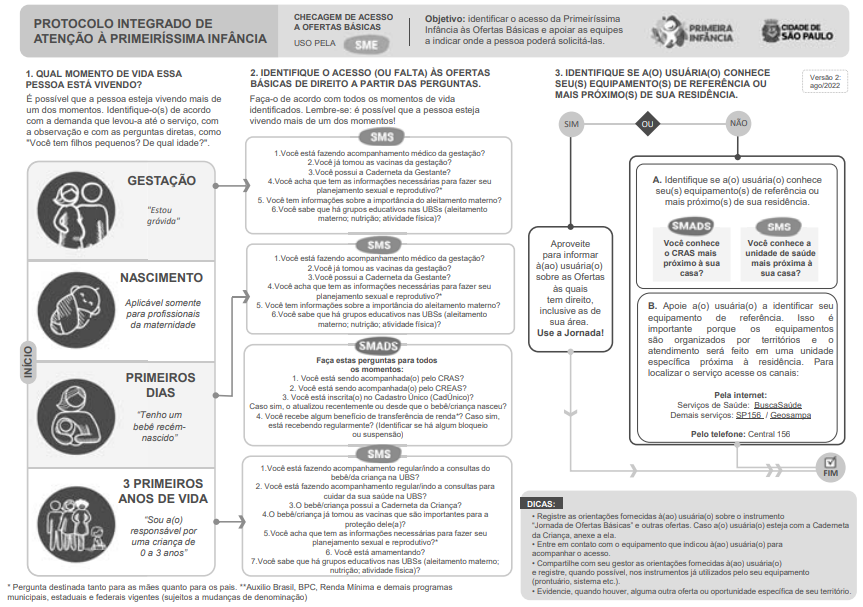 PROTOCOLO INTEGRADO DE
ATENÇÃO À PRIMEIRÍSSIMA INFÂNCIA
CHECAGEM DE ACESSO
A OFERTAS BÁSICAS
USO PELA SME
Objetivo: identificar o acesso da Primeiríssima
Infância às Ofertas Básicas e apoiar as equipes
a indicar onde a pessoa poderá solicitá-las.
PRIMEIRA
INFÂNCIA
CIDADE DE
SÃO PAULO
1. QUAL MOMENTO DE VIDA ESSA
PESSOA ESTÁ VIVENDO?
É possível que a pessoa esteja vivendo mais de
um dos momentos. Identifique-o(s) de acordo
com a demanda que levou-a até o serviço, com
a observação e com as perguntas diretas, como
"Você tem filhos pequenos? De qual idade?".
INÍCIO
GESTAÇÃO
"Estou
grávida"
NASCIMENTO
Aplicável somente
para profissionais
da maternidade
PRIMEIROS
DIAS
"Tenho um
bebê recém-
nascido"
3 PRIMEIROS
ANOS DE VIDA
"Sou a(o)
responsável por
uma criança de
0 a 3 anos"
2. IDENTIFIQUE O ACESSO (OU FALTA) ÀS OFERTAS
BÁSICAS DE DIREITO A PARTIR DAS PERGUNTAS.
Faça-o de acordo com todos os momentos de vida
identificados. Lembre-se: é possível que a pessoa esteja
vivendo mais de um dos momentos!
SMS
1.Você está fazendo acompanhamento médico da gestação?
2.Você já tomou as vacinas da gestação?
3.Você possui a Caderneta da Gestante?
4.Você acha que tem as informações necessárias para fazer seu
planejamento sexual e reprodutivo?*
5. Você tem informações sobre a importância do aleitamento materno?
6.Você sabe que há grupos educativos nas UBSs (aleitamento
materno; nutrição; atividade física)?
SMS
1.Você está fazendo acompanhamento médico da gestação?
2.Você já tomou as vacinas da gestação?
3.Você possui a Caderneta da Gestante?
4.Você acha que tem as informações necessárias para fazer seu
planejamento sexual e reprodutivo?*
5. Você tem informações sobre a importância do aleitamento materno?
6.Você sabe que há grupos educativos nas UBSs (aleitamento
materno; nutrição; atividade física)?
SMADS
Faça estas perguntas para todos
os momentos:
1. Você está sendo acompanhada(o) pelo CRAS?
2. Você está sendo acompanhada(o) pelo CREAS?
3. Você está inscrita(o) no Cadastro Único (CadÚnico)?
Caso sim, o atualizou recentemente ou desde que o bebê/criança nasceu?
4. Você recebe algum benefício de transferência de renda*? Caso sim,
está recebendo regularmente? (Identificar se há algum bloqueio
ou suspensão)
SMS
1.Você está fazendo acompanhamento regular/indo a consultas do
bebê/da criança na UBS?
2. Você está fazendo acompanhamento regular/indo a consultas para
cuidar da sua saúde na UBS?
3.O bebê/criança possui a Caderneta da Criança?
4.O bebê/criança já tomou as vacinas que são importantes para a
proteção dele(a)?
5.Você acha que tem as informações necessárias para fazer seu
planejamento sexual e reprodutivo?*
6. Você está amamentando?
7.Você sabe que há grupos educativos nas UBSs (aleitamento materno;
nutrição; atividade física)?
3. IDENTIFIQUE SE A(O) USUÁRIA(O) CONHECE
SEU(S) EQUIPAMENTO(S) DE REFERÊNCIA OU
MAIS PRÓXIMO(S) DE SUA RESIDÊNCIA.
Versão 2:
ago/2022
SIM
OU
NÃO
Aproveite
para informar
à(ao) usuária(o)
sobre as Ofertas
às quais
tem direito,
inclusive as de
sua área.
Use a Jornada!
A. Identifique se a(o) usuária(o) conhece
seu(s) equipamento(s) de referência ou
mais próximo(s) de sua residência.
SMADS
Você conhece
o CRAS mais
próximo à sua
casa?
SMS
Você conhece a
unidade de saúde
mais próxima à
sua casa?
B. Apoie a(o) usuária(o) a identificar seu
equipamento de referência. Isso é
importante porque os equipamentos
são organizados por territórios e o
atendimento será feito em uma unidade
específica próxima à residência. Para
localizar o serviço acesse os canais:
Pela internet:
Serviços de Saúde: BuscaSaúde
Demais serviços: SP156 / Geosampa
Pelo telefone: Central 156
FIM
DICAS:
• Registre as orientações fornecidas à(ao) usuária(o) sobre o instrumento
"Jornada de Ofertas Básicas" e outras ofertas. Caso a(o) usuária(o) esteja com a Caderneta
da Criança, anexe a ela.
• Entre em contato com o equipamento que indicou à(ao) usuária(o) para
acompanhar o acesso.
• Compartilhe com seu gestor as orientações fornecidas à(ao) usuária(o)
e registre, quando possível, nos instrumentos já utilizados pelo seu equipamento
(prontuário, sistema etc.).
• Evidencie, quando houver, alguma outra oferta ou oportunidade específica de seu território.
* Pergunta destinada tanto para as mães quanto para os pais. **Auxílio Brasil, BPC, Renda Mínima e demais programas
municipais, estaduais e federais vigentes (sujeitos a mudanças de denominação)